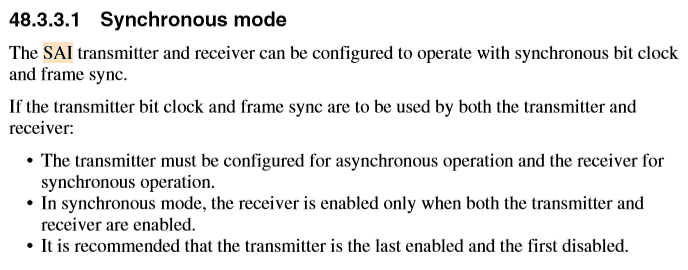 48.3.3.1 Synchronous mode
The SAI transmitter and receiver can be configured to operate with synchronous bit clock
and frame sync.
If the transmitter bit clock and frame sync are to be used by both the transmitter and
receiver:
• The transmitter must be configured for asynchronous operation and the receiver for
synchronous operation.
• In synchronous mode, the receiver is enabled only when both the transmitter and
receiver are enabled.
• It is recommended that the transmitter is the last enabled and the first disabled.